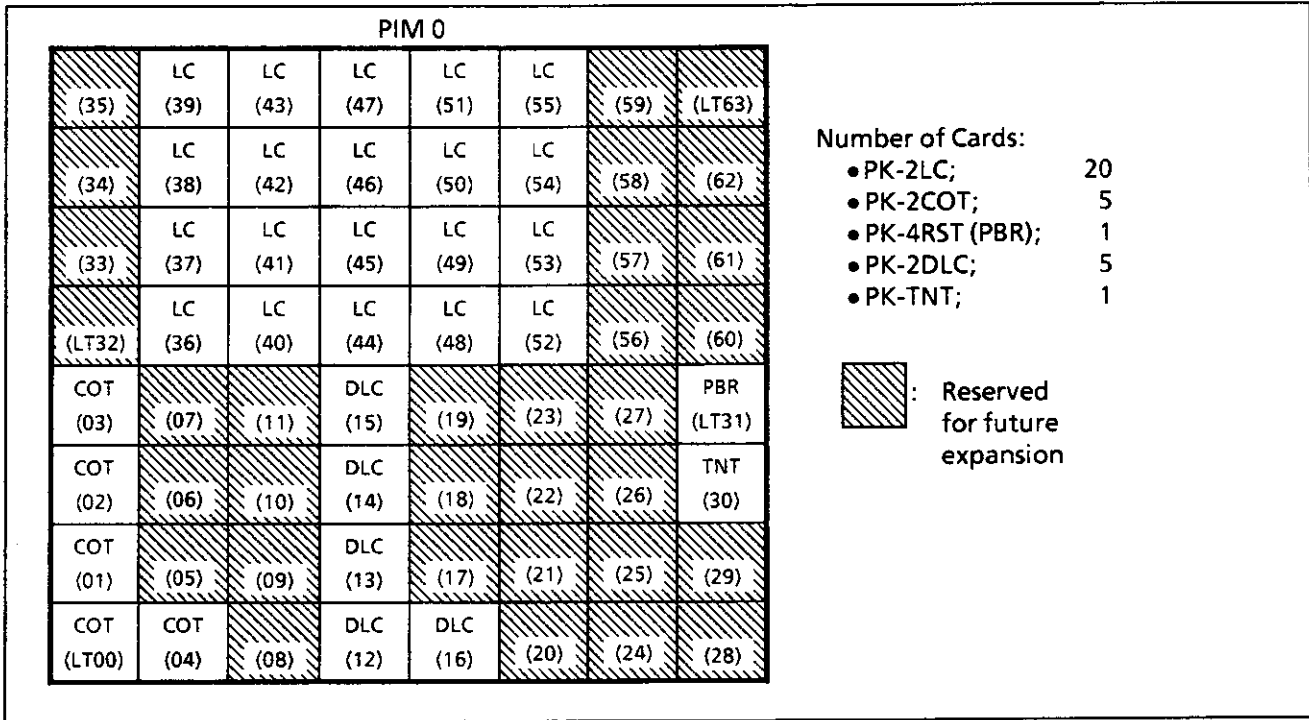 PIM 0
LC LC LC LC LC
(35) (39) (43) (47) (51) (55) (59) (LT63)
LC LC LC LC LC
(34) (38) (42) (46) (50) (54) (58) (62)
LC LC LC LC LC
(33) (37) (41) (45) (49) (53) (57) (61)
LC LC LC LC LC
(LT32) (36) (40) (44) (48) (52) (56) (60)
COT DLC PBR
(03) (07) (11) (15) (19) (23) (27) (LT31)
COT DLC TNT
(02) (06) (10) (14) (18) (22) (26) (30)
COT DLC
(01) (05) (09) (13) (17) (21) (25) (29)
COT COT DLC DLC
(LT00) (04) (08) (12) (16) (20) (24) (28)
Number of Cards:
• PK-2LC; 20
• PK-2COT; 5
• PK-4RST (PBR); 1
• PK-2DLC; 5
• PK-TNT; 1
: Reserved
for future
expansion